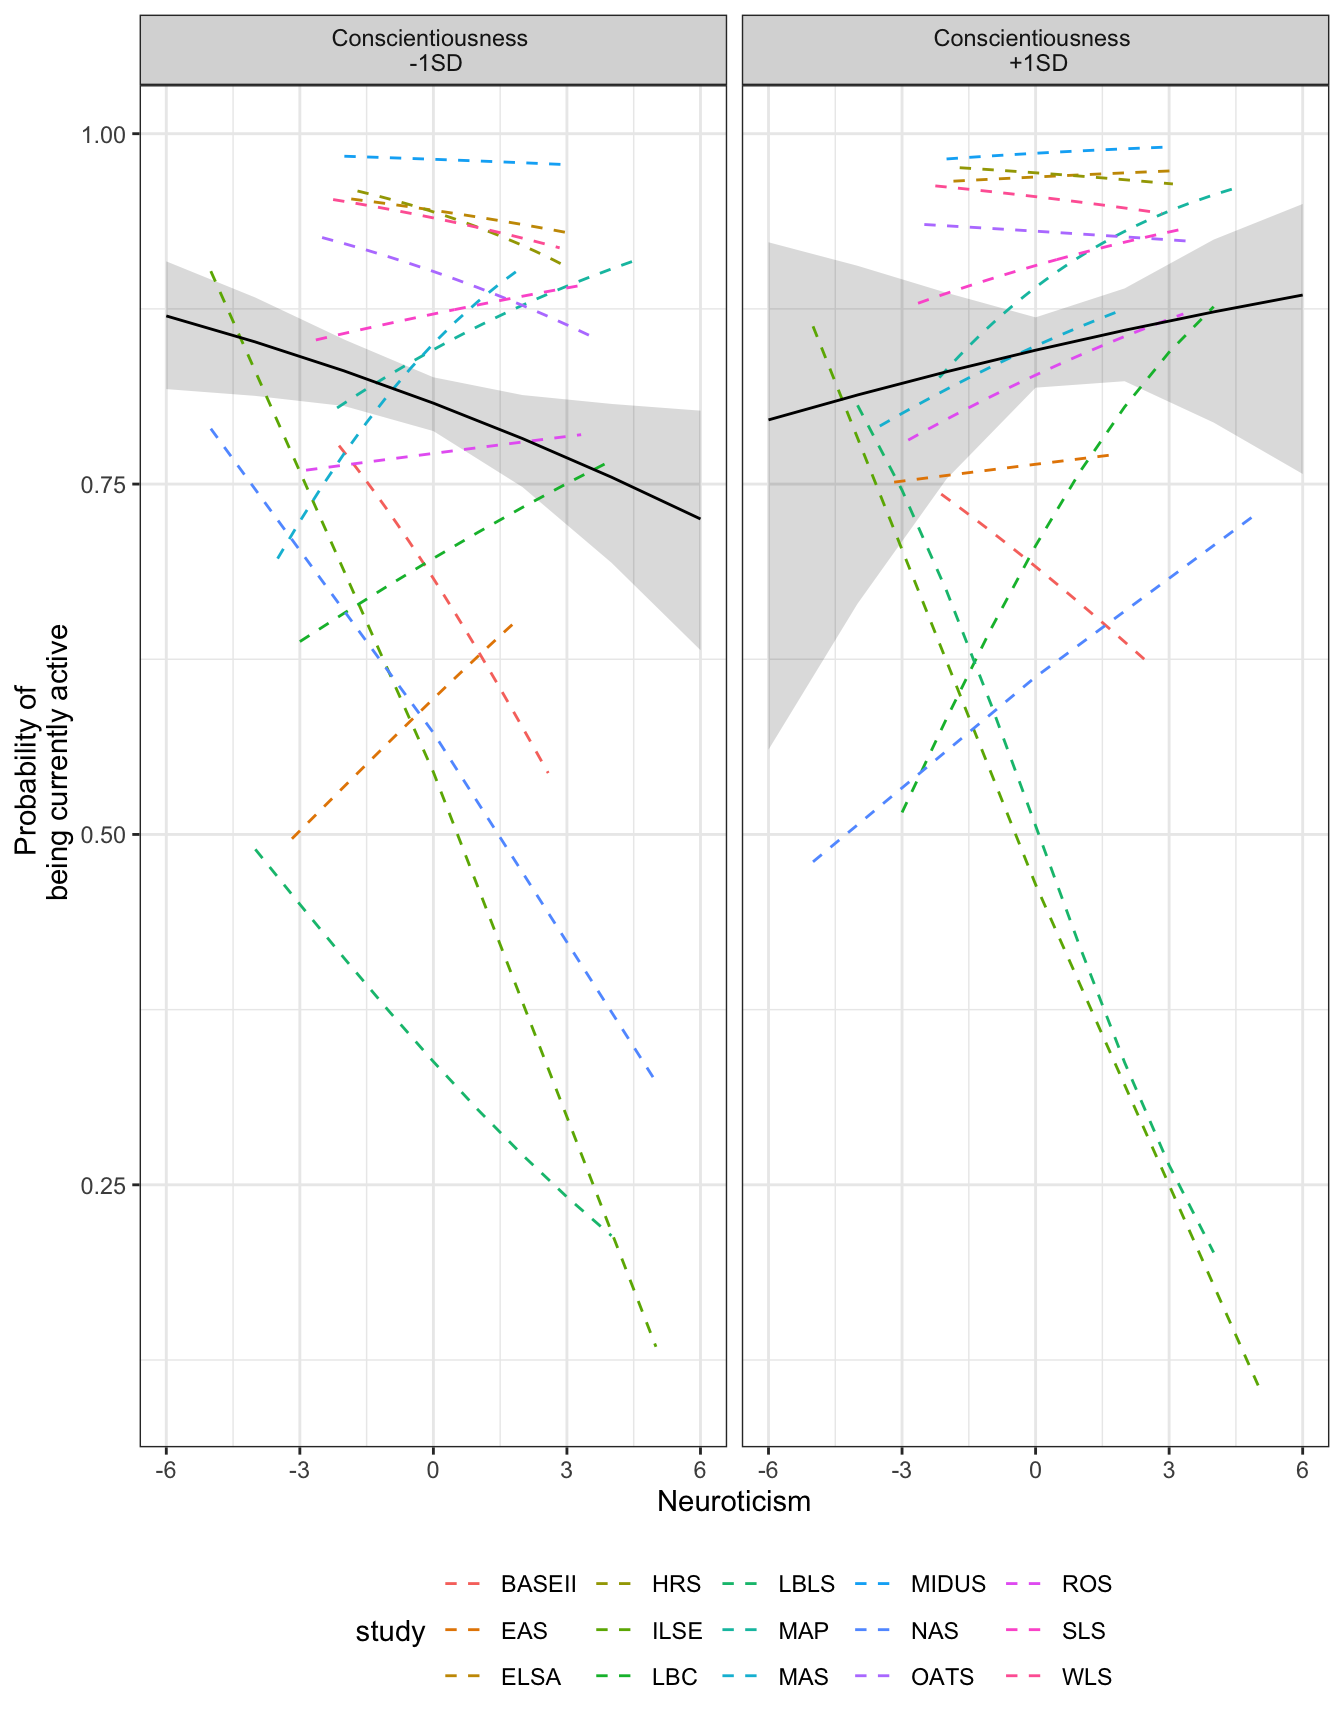 Conscientiousness
-1SD
Conscientiousness
+1SD
Probability of
being currently active
1.00
0.75
0.50
0.25
-6 -3 0 3 6
-6 -3 0 3 6
Neuroticism
study
BASEII HRS LBLS MIDUS ROS
EAS ILSE MAP NAS SLS
ELSA LBC MAS OATS WLS